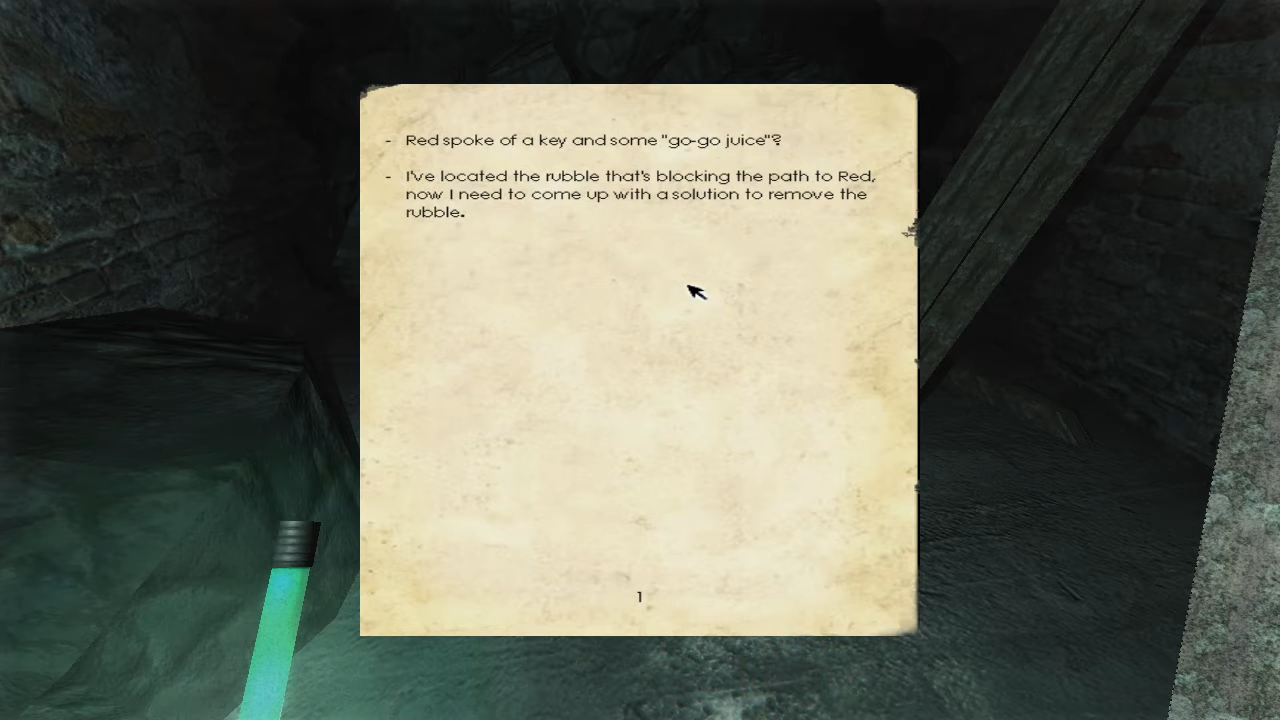 - Red spoke of a key and some "go-go juice"?
- I've located the rubble that's blocking the path to Red,
now I need to come up with a solution to remove the
rubble.
1